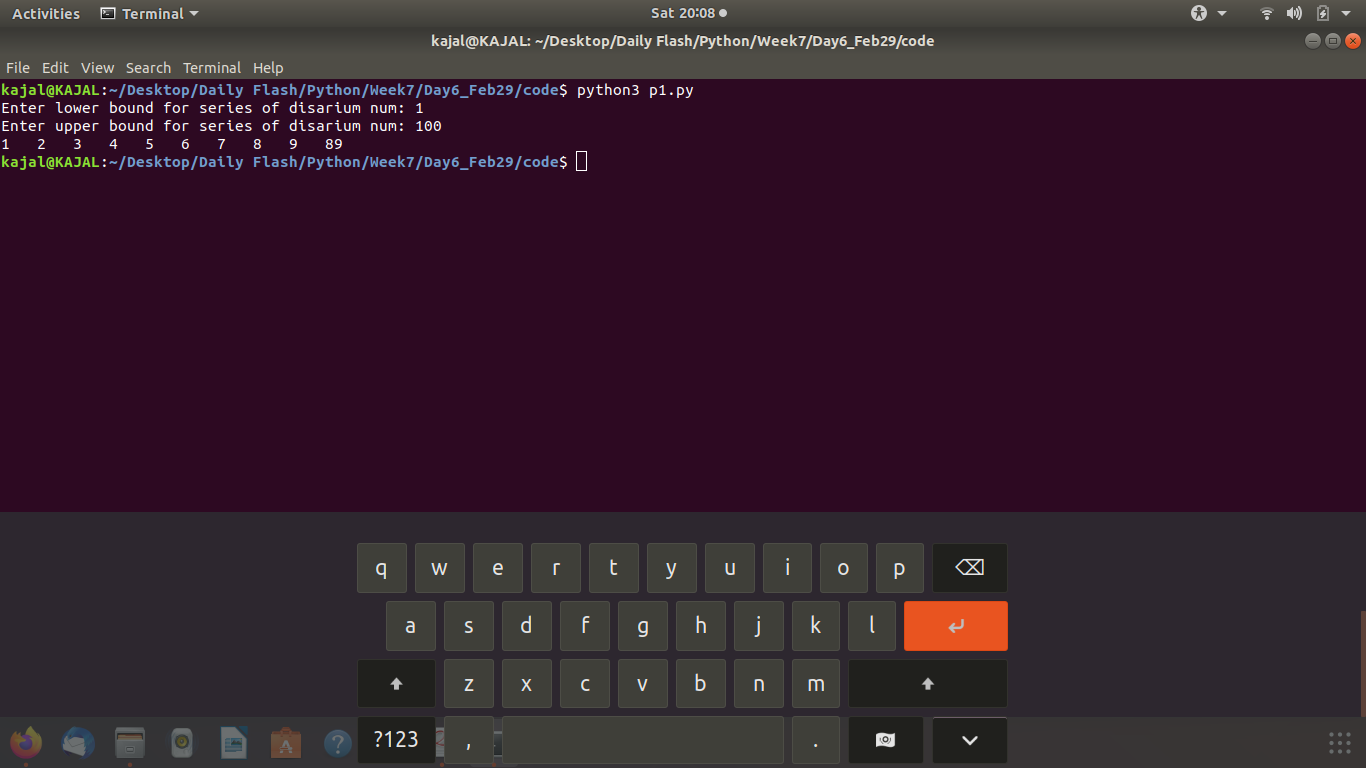 Activities Terminal Sat 20:08
kajal@KAJAL: ~/Desktop/Daily Flash/Python/Week7/Day6_Feb29/code
File Edit View Search Terminal Help
kajal@KAJAL:~/Desktop/Daily Flash/Python/Week7/Day6_Feb29/code$ python3 p1.py
Enter lower bound for series of disarium num: 1
Enter upper bound for series of disarium num: 100
1 2 3 4 5 6 7 8 9 89
kajal@KAJAL:~/Desktop/Daily Flash/Python/Week7/Day6_Feb29/code$
q w e r t y u i o p
a s d f g h j k l
z x c v b n m
?123 , .